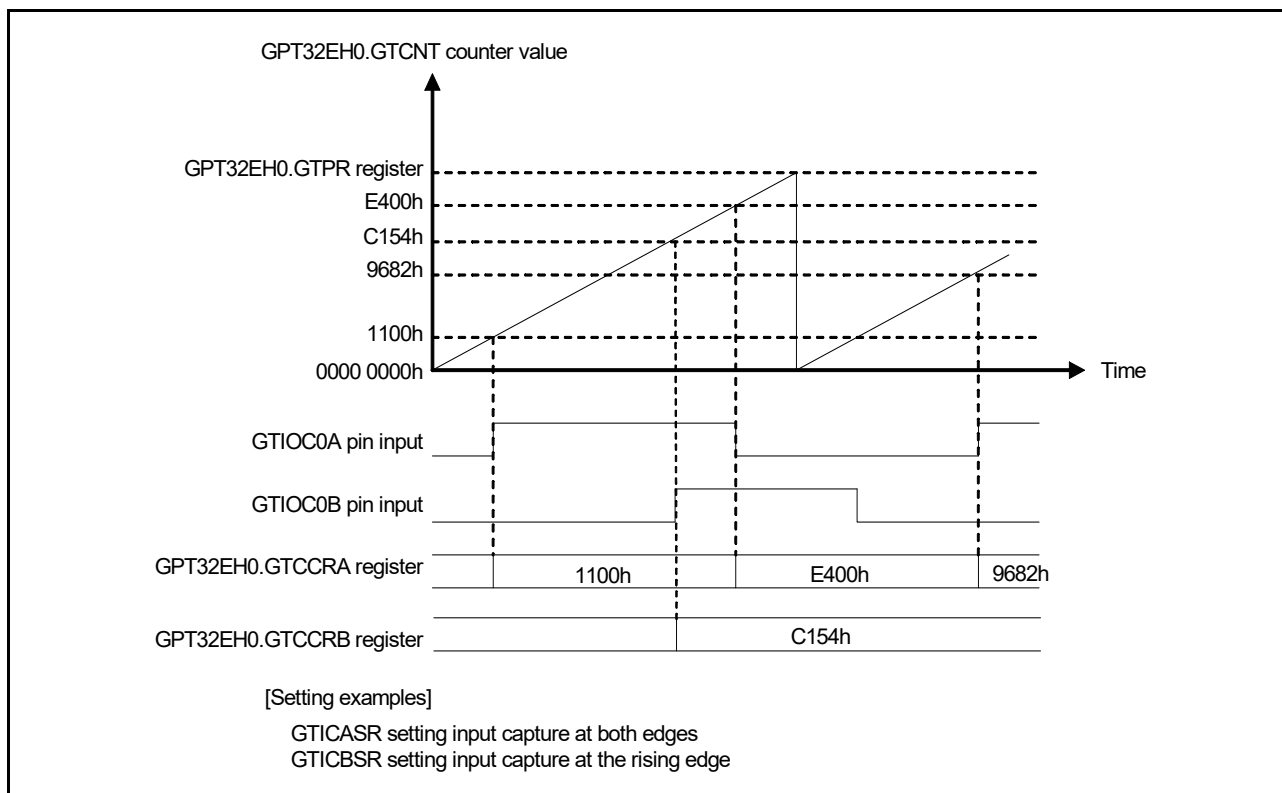 GPT32EH0.GTCNT counter value
GPT32EH0.GTPR register
E400h
C154h
9682h
1100h
0000 0000h
Time
GTIOC0A pin input
GTIOC0B pin input
GPT32EH0.GTCCRA register
1100h
E400h
9682h
GPT32EH0.GTCCRB register
C154h
[Setting examples]
GTICASR setting input capture at both edges
GTICBSR setting input capture at the rising edge